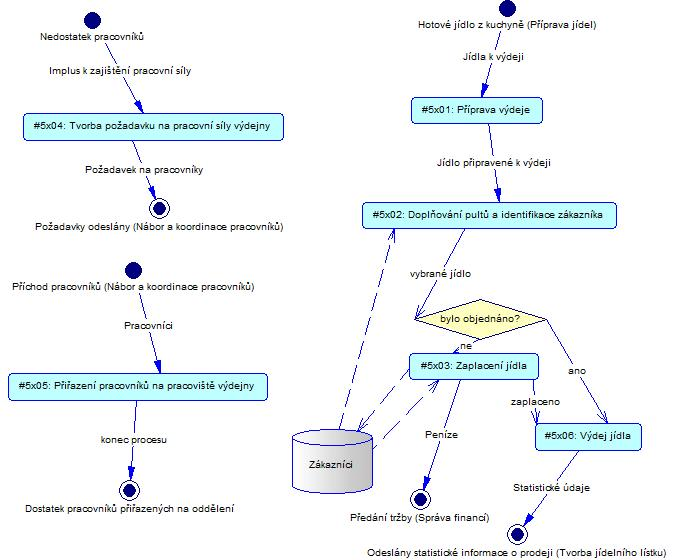 Nedostatek pracovníků
Implus k zajištění pracovní síly
#5x04: Tvorba požadavku na pracovní síly výdejny
Požadavek na pracovníky
Požadavky odeslány (Nábor a koordinace pracovníků)
Příchod pracovníků (Nábor a koordinace pracovníků)
Pracovníci
#5x05: Přiřazení pracovníků na pracoviště výdejny
konec procesu
Dostatek pracovníků přiřazených na oddělení
Hotové jídlo z kuchyně (Příprava jídel)
Jídla k výdeji
#5x01: Příprava výdeje
Jídlo připravené k výdeji
#5x02: Doplňování pultů a identifikace zákazníka
vybrané jídlo
bylo objednáno?
ne
ano
#5x03: Zaplacení jídla
zaplaceno
Peníze
#5x06: Výdej jídla
Zákazníci
Statistické údaje
Předání tržby (Správa financí)
Odeslány statistické informace o prodeji (Tvorba jídelního lístku)